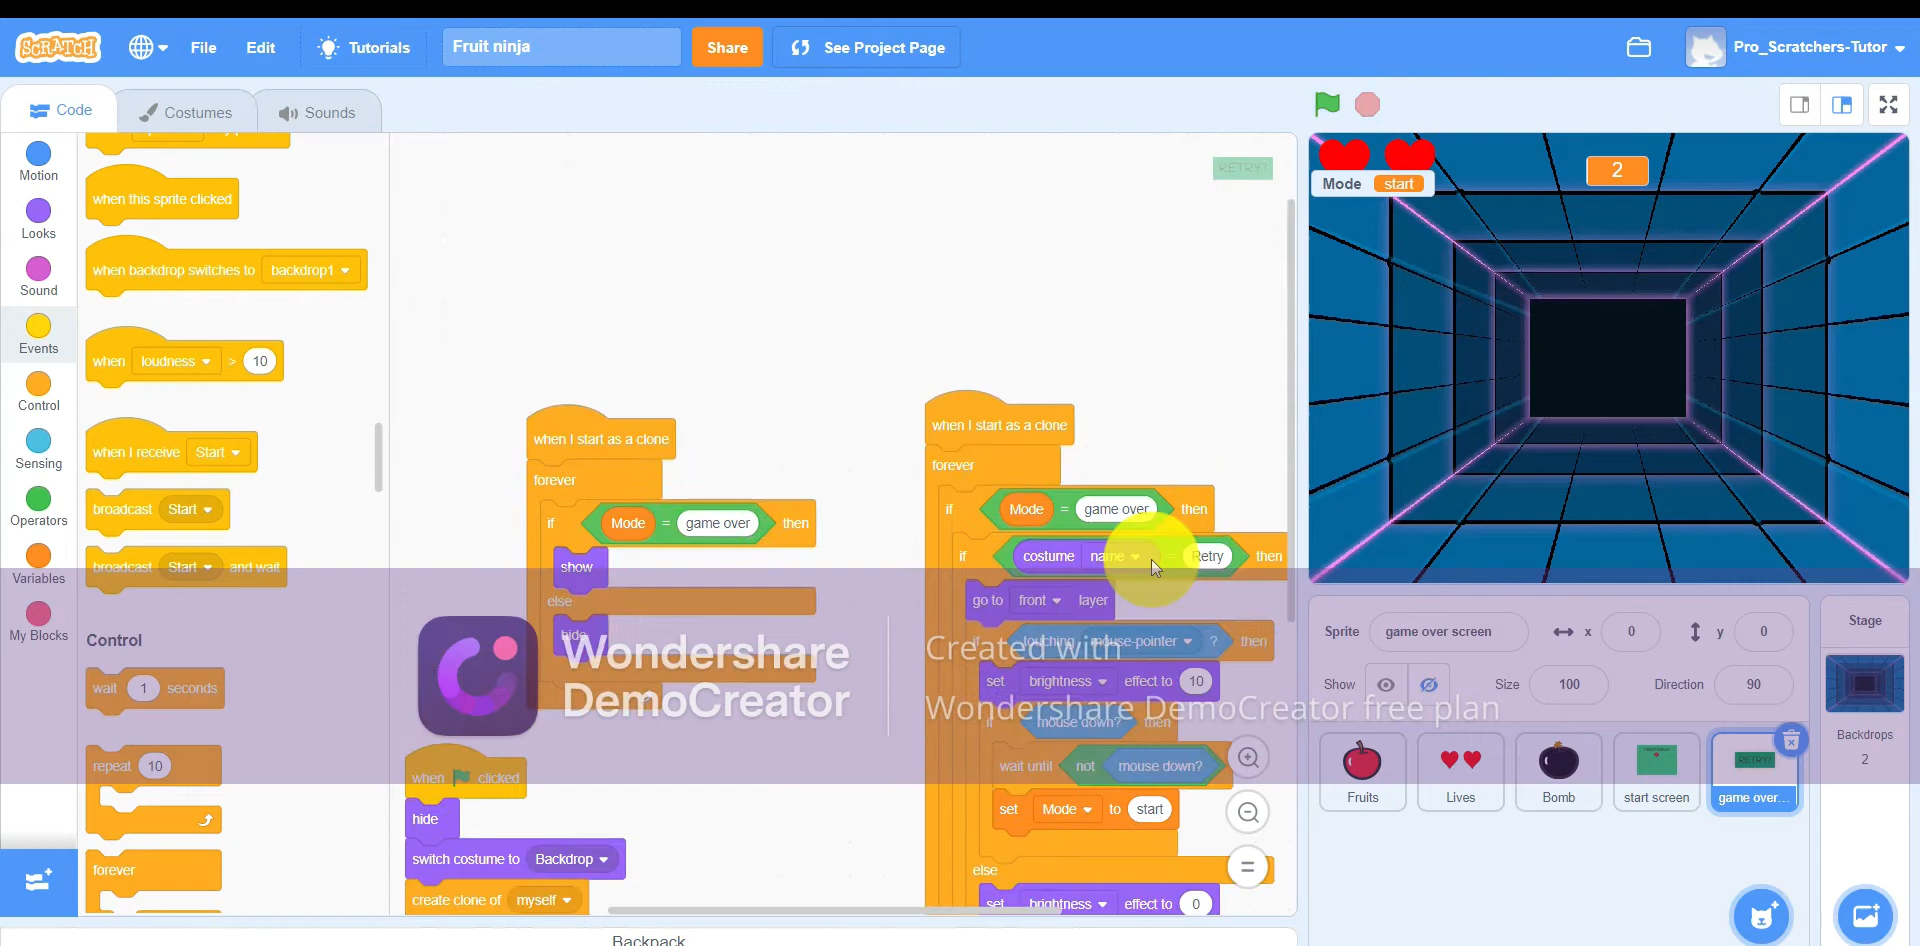 SCRATCH File Edit Tutorials Fruit ninja Share See Project Page Pro_Scratchers-Tutor
Code Costumes Sounds
Motion
Looks
Sound
Events
Control
Sensing
Operators
Variables
My Blocks
when this sprite clicked
when backdrop switches to backdrop1
when loudness > 10
when I receive Start
broadcast Start
broadcast Start and wait
Control
wait 1 seconds
repeat 10
forever
RETRY?
when I start as a clone
forever
if Mode = game over then
show
else
hide
when clicked
hide
switch costume to Backdrop
create clone of myself
when I start as a clone
forever
if Mode = game over then
if costume name = Retry then
go to front layer
if touching mouse-pointer ? then
set brightness effect to 10
if mouse down? then
wait until not mouse down?
set Mode to start
else
set brightness effect to 0
Backpack
Wondershare
DemoCreator
Created with
Wondershare DemoCreator free plan
Mode start
2
Sprite game over screen x 0 y 0
Show Size 100 Direction 90
Fruits Lives Bomb start screen game over...
RETRY?
Stage
Backdrops
2